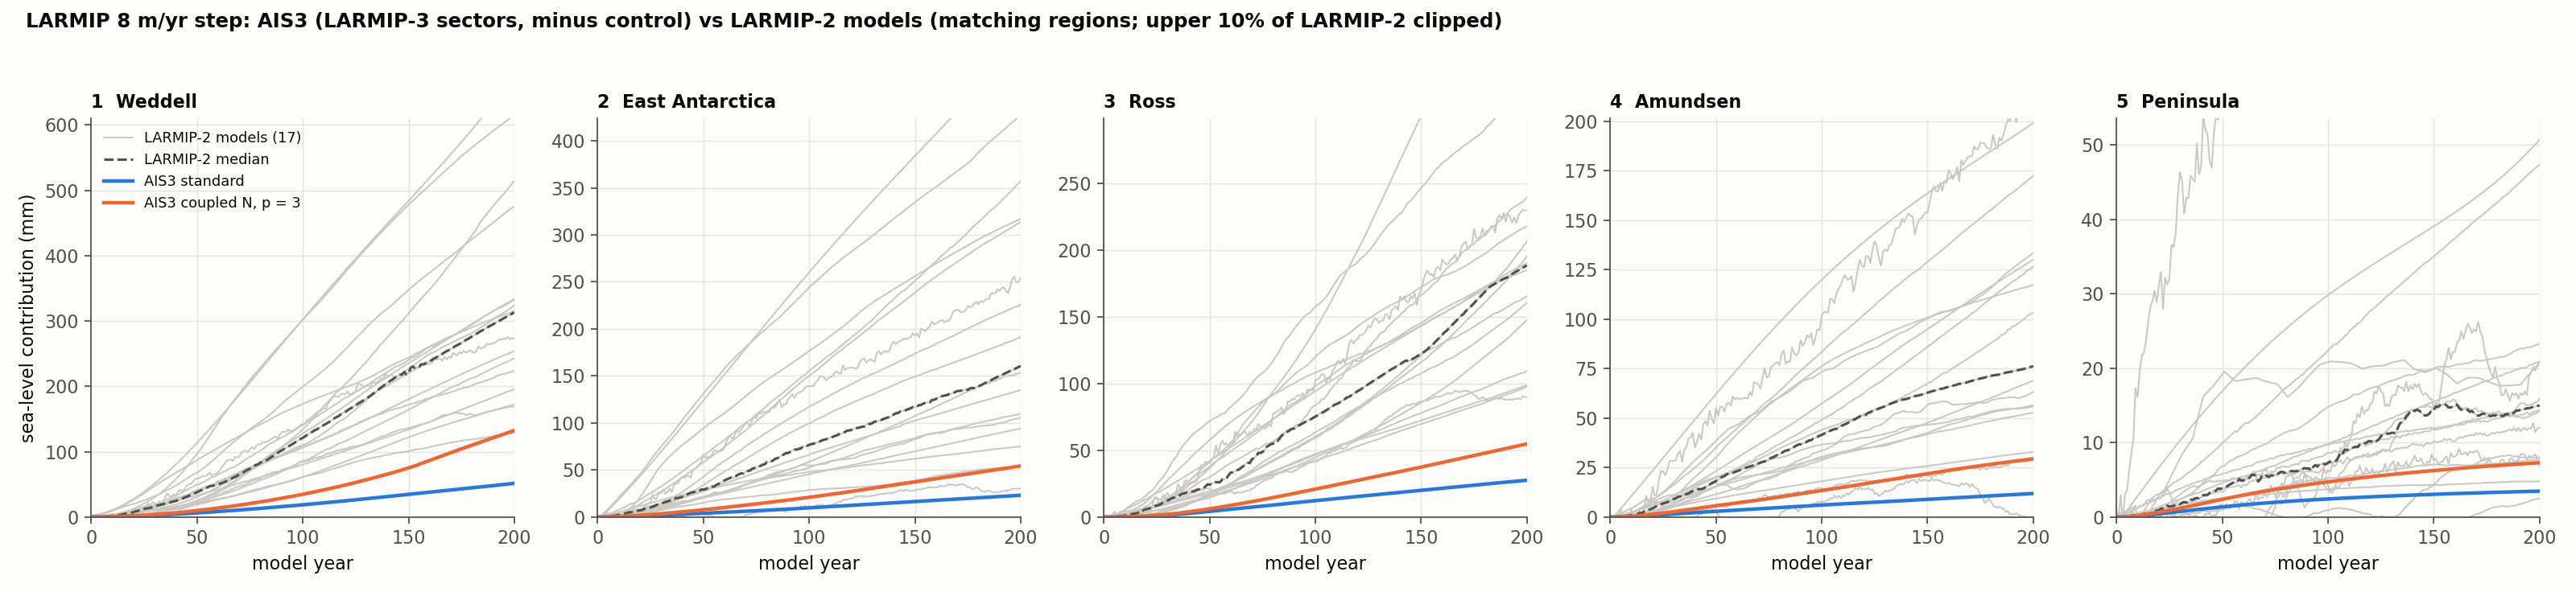 LARMIP 8 m/yr step: AIS3 (LARMIP-3 sectors, minus control) vs LARMIP-2 models (matching regions; upper 10% of LARMIP-2 clipped)
1 Weddell
sea-level contribution (mm)
600
500
400
300
200
100
0
LARMIP-2 models (17)
LARMIP-2 median
AIS3 standard
AIS3 coupled N, p = 3
0 50 100 150 200
model year
2 East Antarctica
400
350
300
250
200
150
100
50
0
0 50 100 150 200
model year
3 Ross
250
200
150
100
50
0
0 50 100 150 200
model year
4 Amundsen
200
175
150
125
100
75
50
25
0
0 50 100 150 200
model year
5 Peninsula
50
40
30
20
10
0
0 50 100 150 200
model year